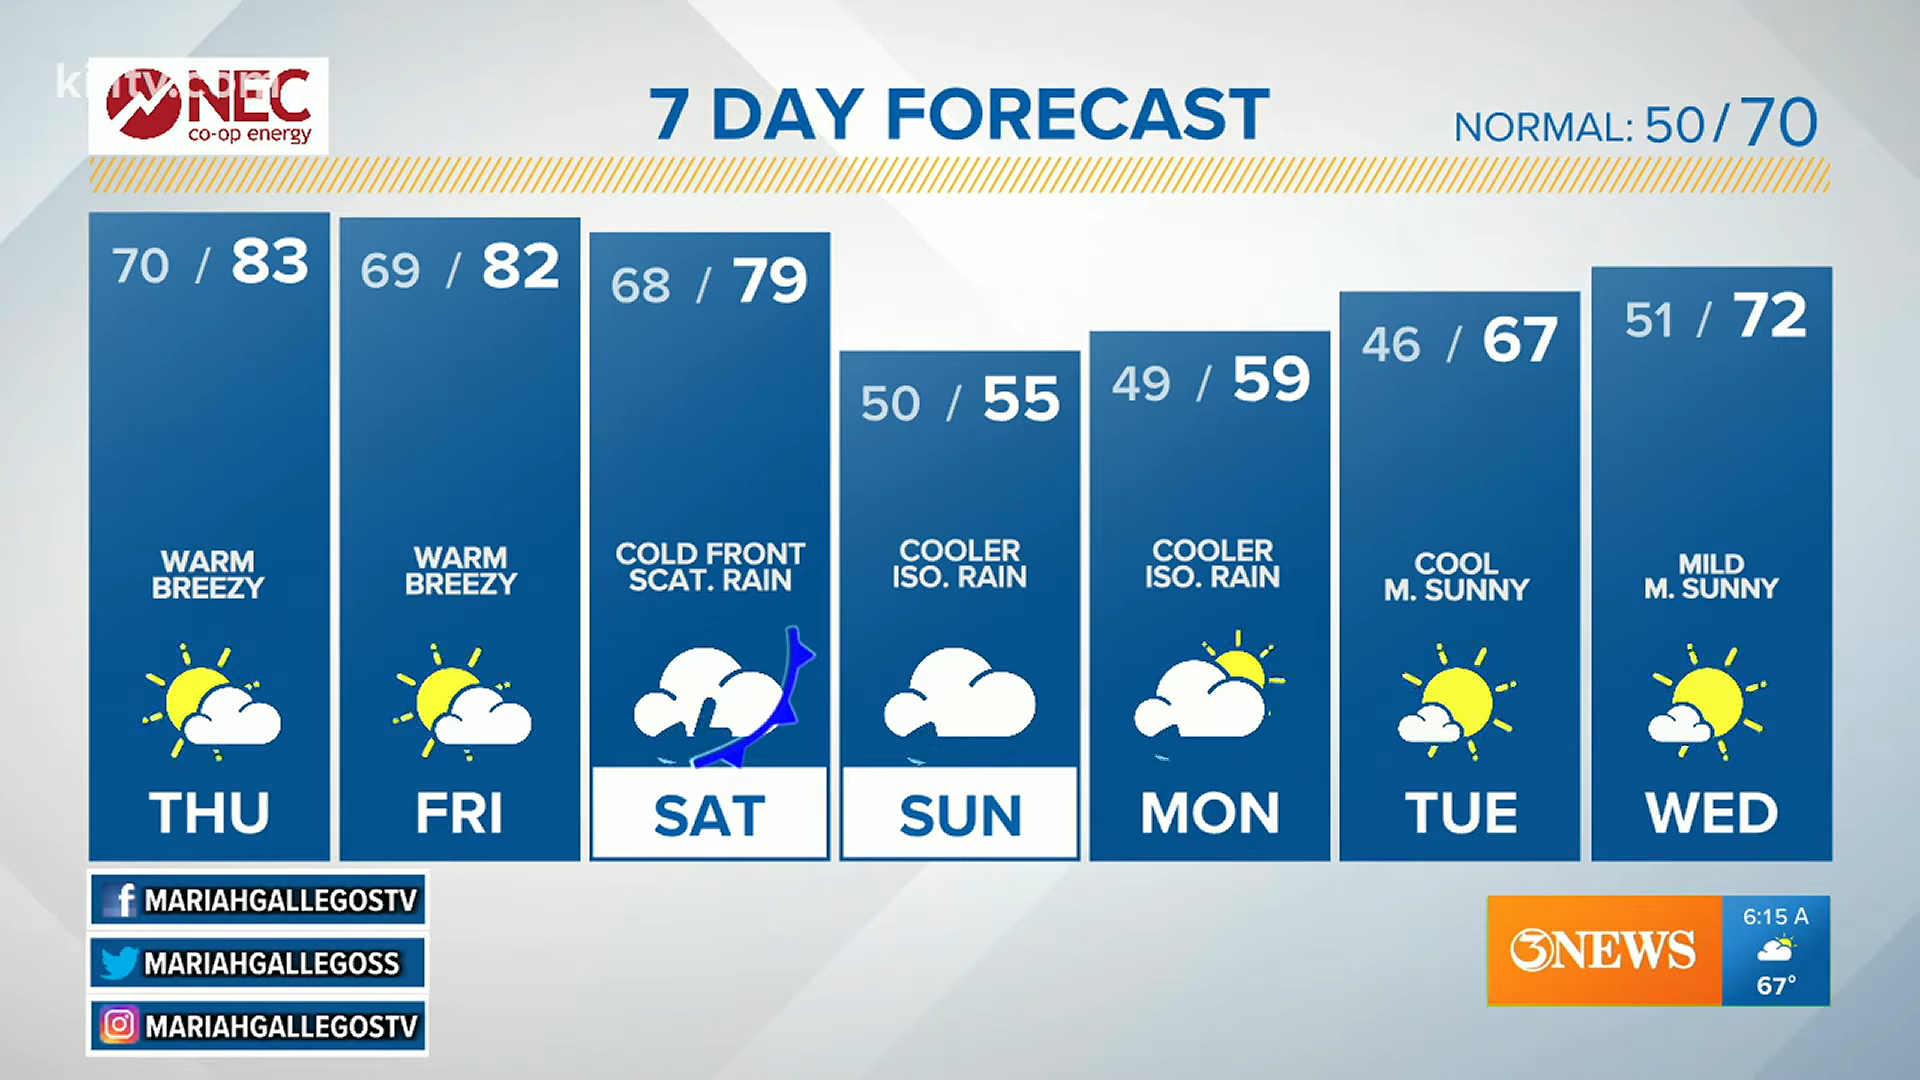 NEC
co-op energy
7 DAY FORECAST
NORMAL: 50/70
70 / 83
69 / 82
68 / 79
50 / 55
49 / 59
46 / 67
51 / 72
WARM
BREEZY
WARM
BREEZY
COLD FRONT
SCAT. RAIN
COOLER
ISO. RAIN
COOLER
ISO. RAIN
COOL
M. SUNNY
MILD
M. SUNNY
THU
FRI
SAT
SUN
MON
TUE
WED
f MARIAHGALLEGOSTV
MARIAHGALLEGOSS
MARIAHGALLEGOSTV
3NEWS
6:15 A
67°